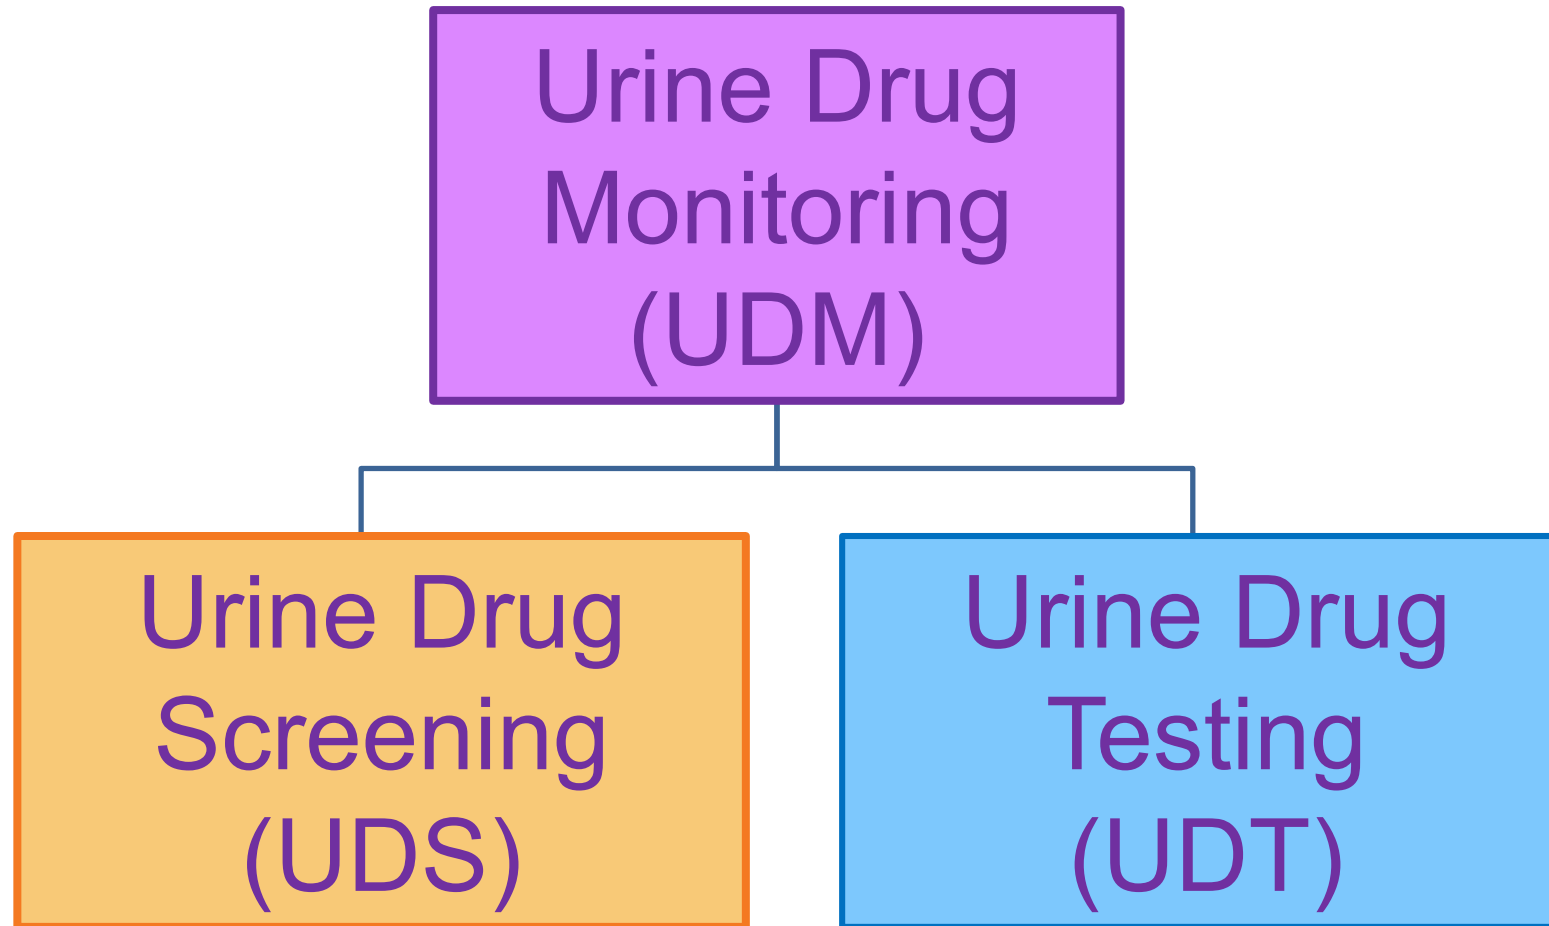 Urine Drug
Monitoring
(UDM)
Urine Drug
Screening
(UDS)
Urine Drug
Testing
(UDT)